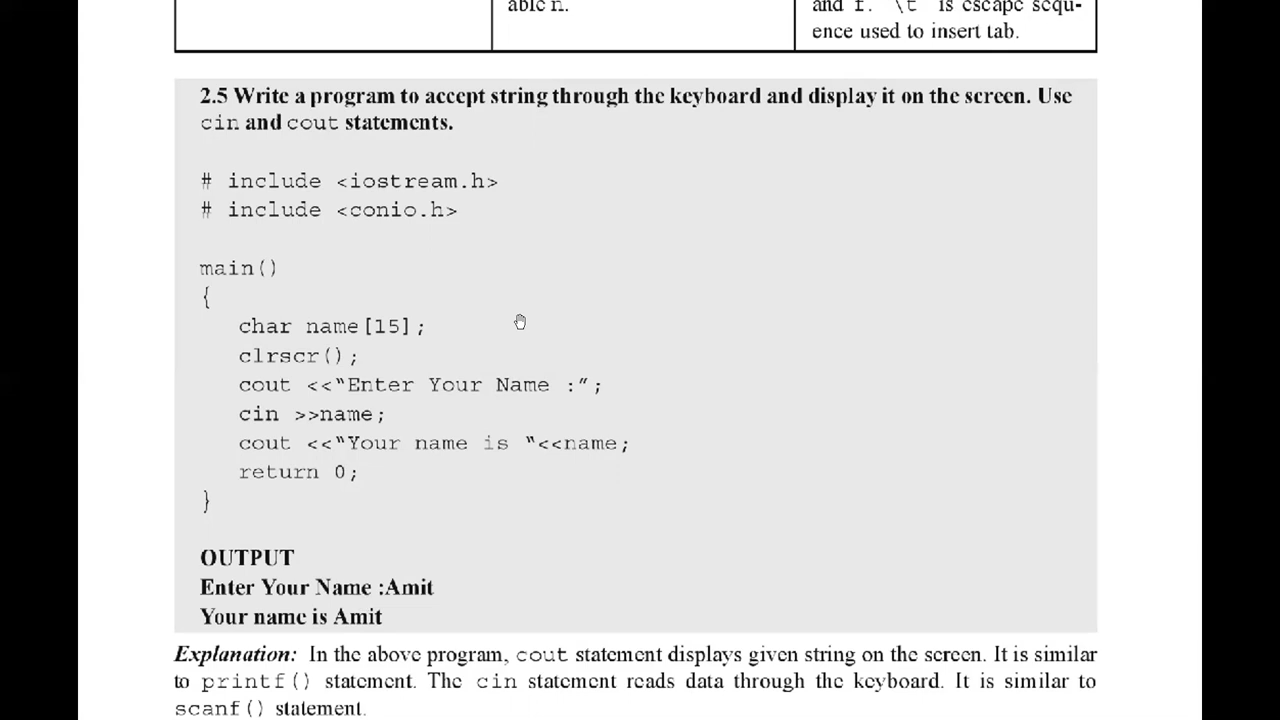 able n.
and f. '\t' is escape sequ-
ence used to insert tab.
2.5 Write a program to accept string through the keyboard and display it on the screen. Use
cin and cout statements.
# include <iostream.h>
# include <conio.h>
main()
{
char name[15];
clrscr();
cout <<“Enter Your Name :”;
cin >>name;
cout <<“Your name is “<<name;
return 0;
}
OUTPUT
Enter Your Name :Amit
Your name is Amit
Explanation: In the above program, cout statement displays given string on the screen. It is similar
to printf() statement. The cin statement reads data through the keyboard. It is similar to
scanf() statement.